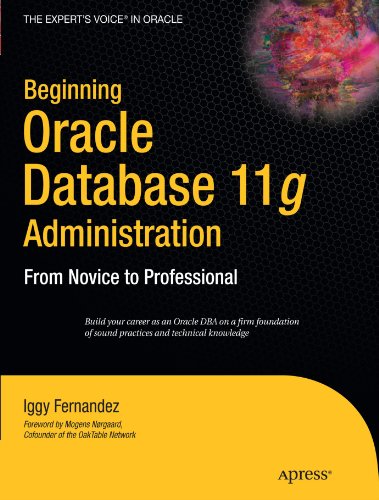 THE EXPERT'S VOICE® IN ORACLE
Beginning
Oracle
Database 11g
Administration
From Novice to Professional
Build your career as an Oracle DBA on a firm foundation
of sound practices and technical knowledge
Iggy Fernandez
Foreword by Mogens Nørgaard,
Cofounder of the OakTable Network
Apress®